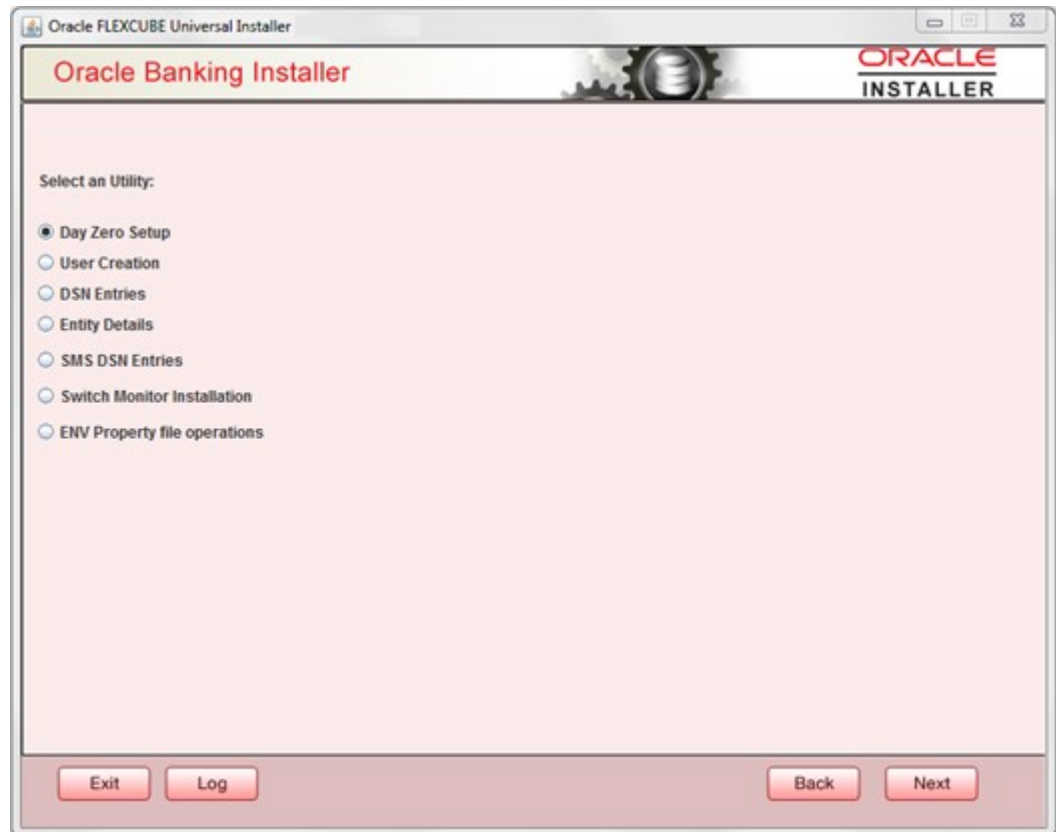 Oracle FLEXCUBE Universal Installer
Oracle Banking Installer
ORACLE
INSTALLER
Select an Utility:
Day Zero Setup
User Creation
DSN Entries
Entity Details
SMS DSN Entries
Switch Monitor Installation
ENV Property file operations
Exit
Log
Back
Next